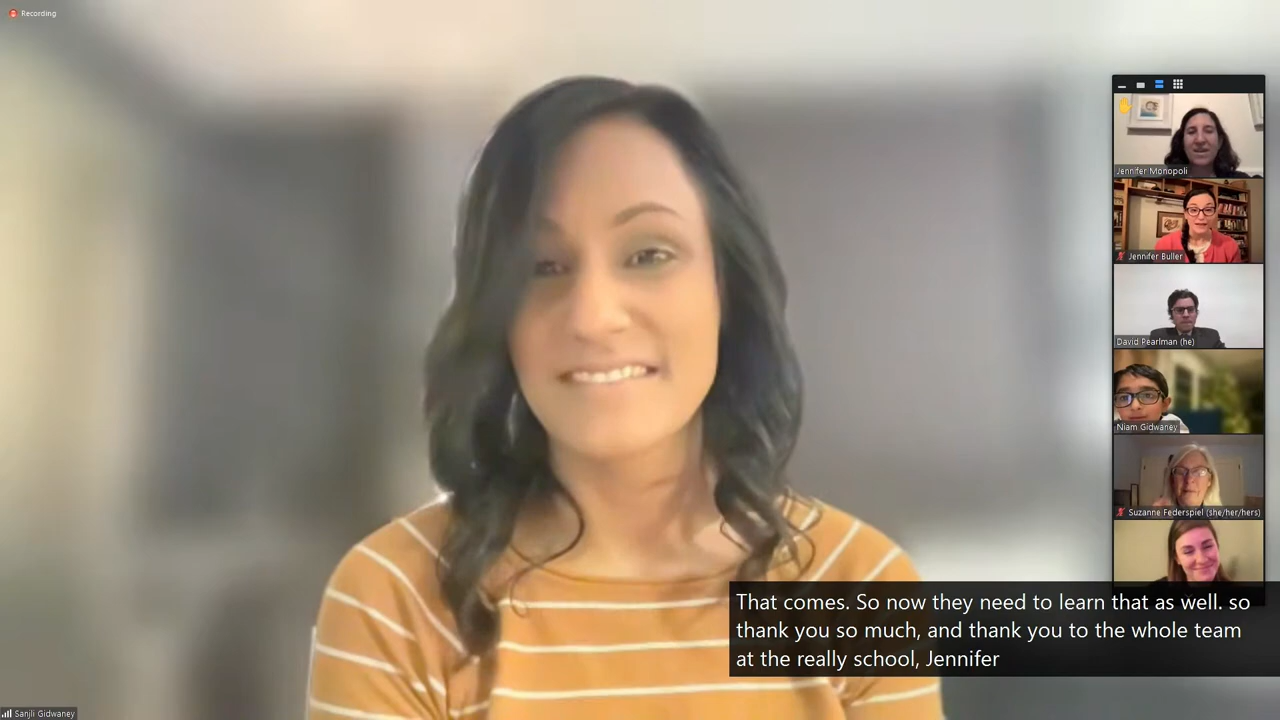 Recording
Jennifer Monopoli
Jennifer Buller
David Pearlman (he)
Niam Gidwaney
Suzanne Federspiel (she/her/hers)
That comes. So now they need to learn that as well. so
thank you so much, and thank you to the whole team
at the really school, Jennifer
Sanjli Gidwaney